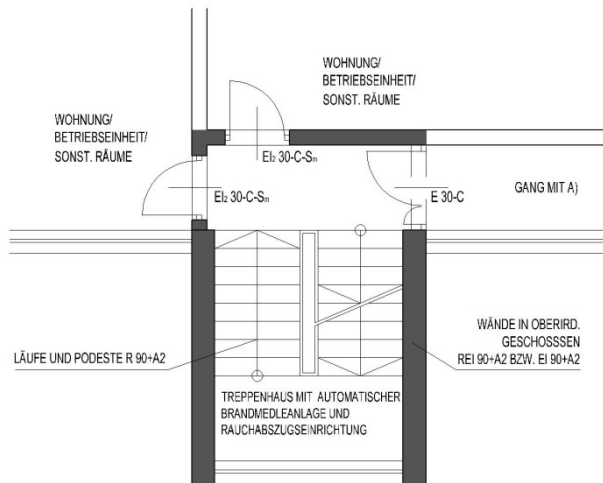 WOHNUNG/
BETRIEBSEINHEIT/
SONST. RÄUME
WOHNUNG/
BETRIEBSEINHEIT/
SONST. RÄUME
EI₂ 30-C-Sₘ
EI₂ 30-C-Sₘ
E 30-C
GANG MIT A)
LÄUFE UND PODESTE R 90+A2
WÄNDE IN OBERIRD.
GESCHOSSSEN
REI 90+A2 BZW. EI 90+A2
TREPPENHAUS MIT AUTOMATISCHER
BRANDMEDLEANLAGE UND
RAUCHABZUGSEINRICHTUNG